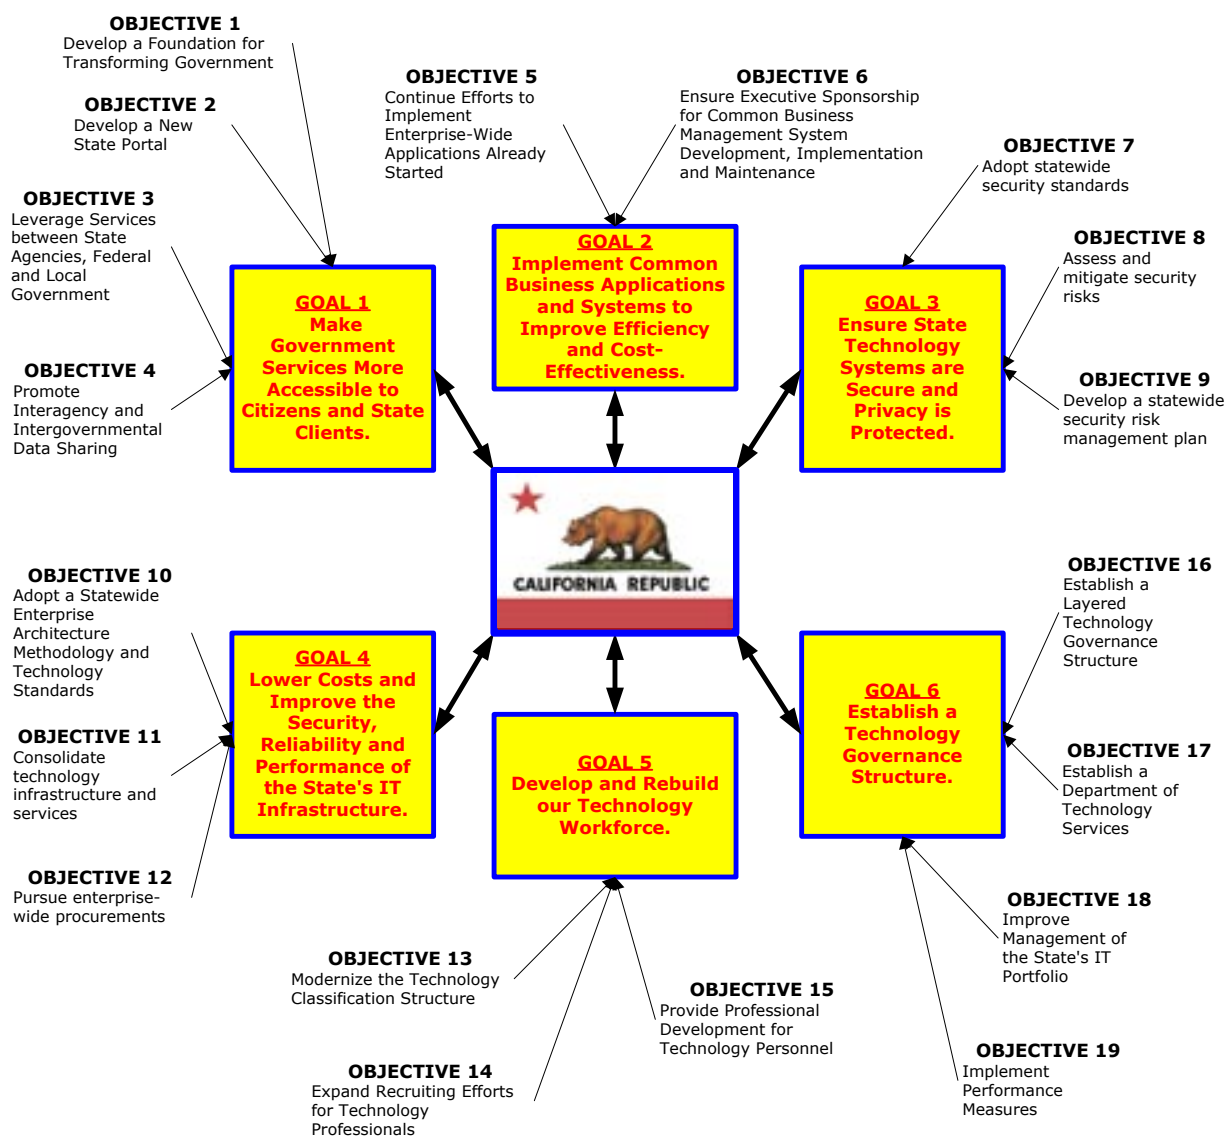 OBJECTIVE 1
Develop a Foundation for
Transforming Government
OBJECTIVE 2
Develop a New
State Portal
OBJECTIVE 3
Leverage Services
between State
Agencies, Federal
and Local
Government
OBJECTIVE 4
Promote
Interagency and
Intergovernmental
Data Sharing
GOAL 1
Make
Government
Services More
Accessible to
Citizens and State
Clients.
OBJECTIVE 5
Continue Efforts to
Implement
Enterprise-Wide
Applications Already
Started
OBJECTIVE 6
Ensure Executive Sponsorship
for Common Business
Management System
Development, Implementation
and Maintenance
GOAL 2
Implement Common
Business Applications
and Systems to
Improve Efficiency
and Cost-
Effectiveness.
OBJECTIVE 7
Adopt statewide
security standards
OBJECTIVE 8
Assess and
mitigate security
risks
OBJECTIVE 9
Develop a statewide
security risk
management plan
GOAL 3
Ensure State
Technology
Systems are
Secure and
Privacy is
Protected.
CALIFORNIA REPUBLIC
OBJECTIVE 10
Adopt a Statewide
Enterprise
Architecture
Methodology and
Technology
Standards
OBJECTIVE 11
Consolidate
technology
infrastructure and
services
OBJECTIVE 12
Pursue enterprise-
wide procurements
GOAL 4
Lower Costs and
Improve the
Security,
Reliability and
Performance of
the State's IT
Infrastructure.
GOAL 5
Develop and Rebuild
our Technology
Workforce.
OBJECTIVE 13
Modernize the Technology
Classification Structure
OBJECTIVE 14
Expand Recruiting Efforts
for Technology
Professionals
OBJECTIVE 15
Provide Professional
Development for
Technology Personnel
GOAL 6
Establish a
Technology
Governance
Structure.
OBJECTIVE 16
Establish a
Layered
Technology
Governance
Structure
OBJECTIVE 17
Establish a
Department of
Technology
Services
OBJECTIVE 18
Improve
Management of
the State's IT
Portfolio
OBJECTIVE 19
Implement
Performance
Measures